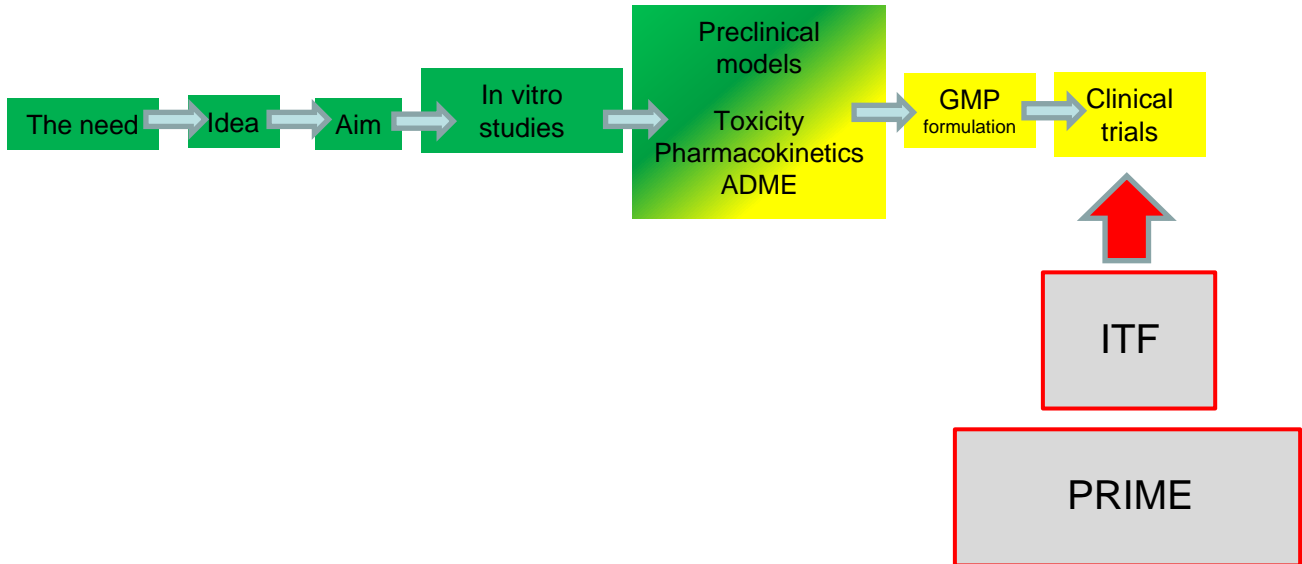 The need
Idea
Aim
In vitro
studies
Preclinical
models
Toxicity
Pharmacokinetics
ADME
GMP
formulation
Clinical
trials
ITF
PRIME